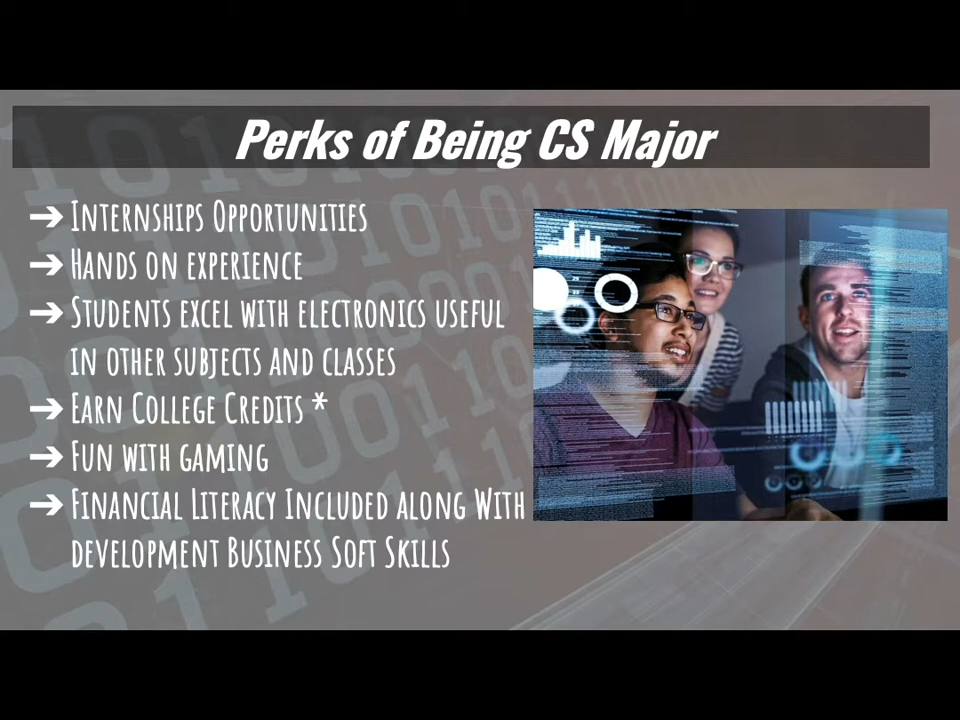 Perks of Being CS Major
➔ Internships Opportunities
➔ Hands on experience
➔ Students excel with electronics useful
in other subjects and classes
➔ Earn College Credits *
➔ Fun with gaming
➔ Financial Literacy Included along With
development Business Soft Skills